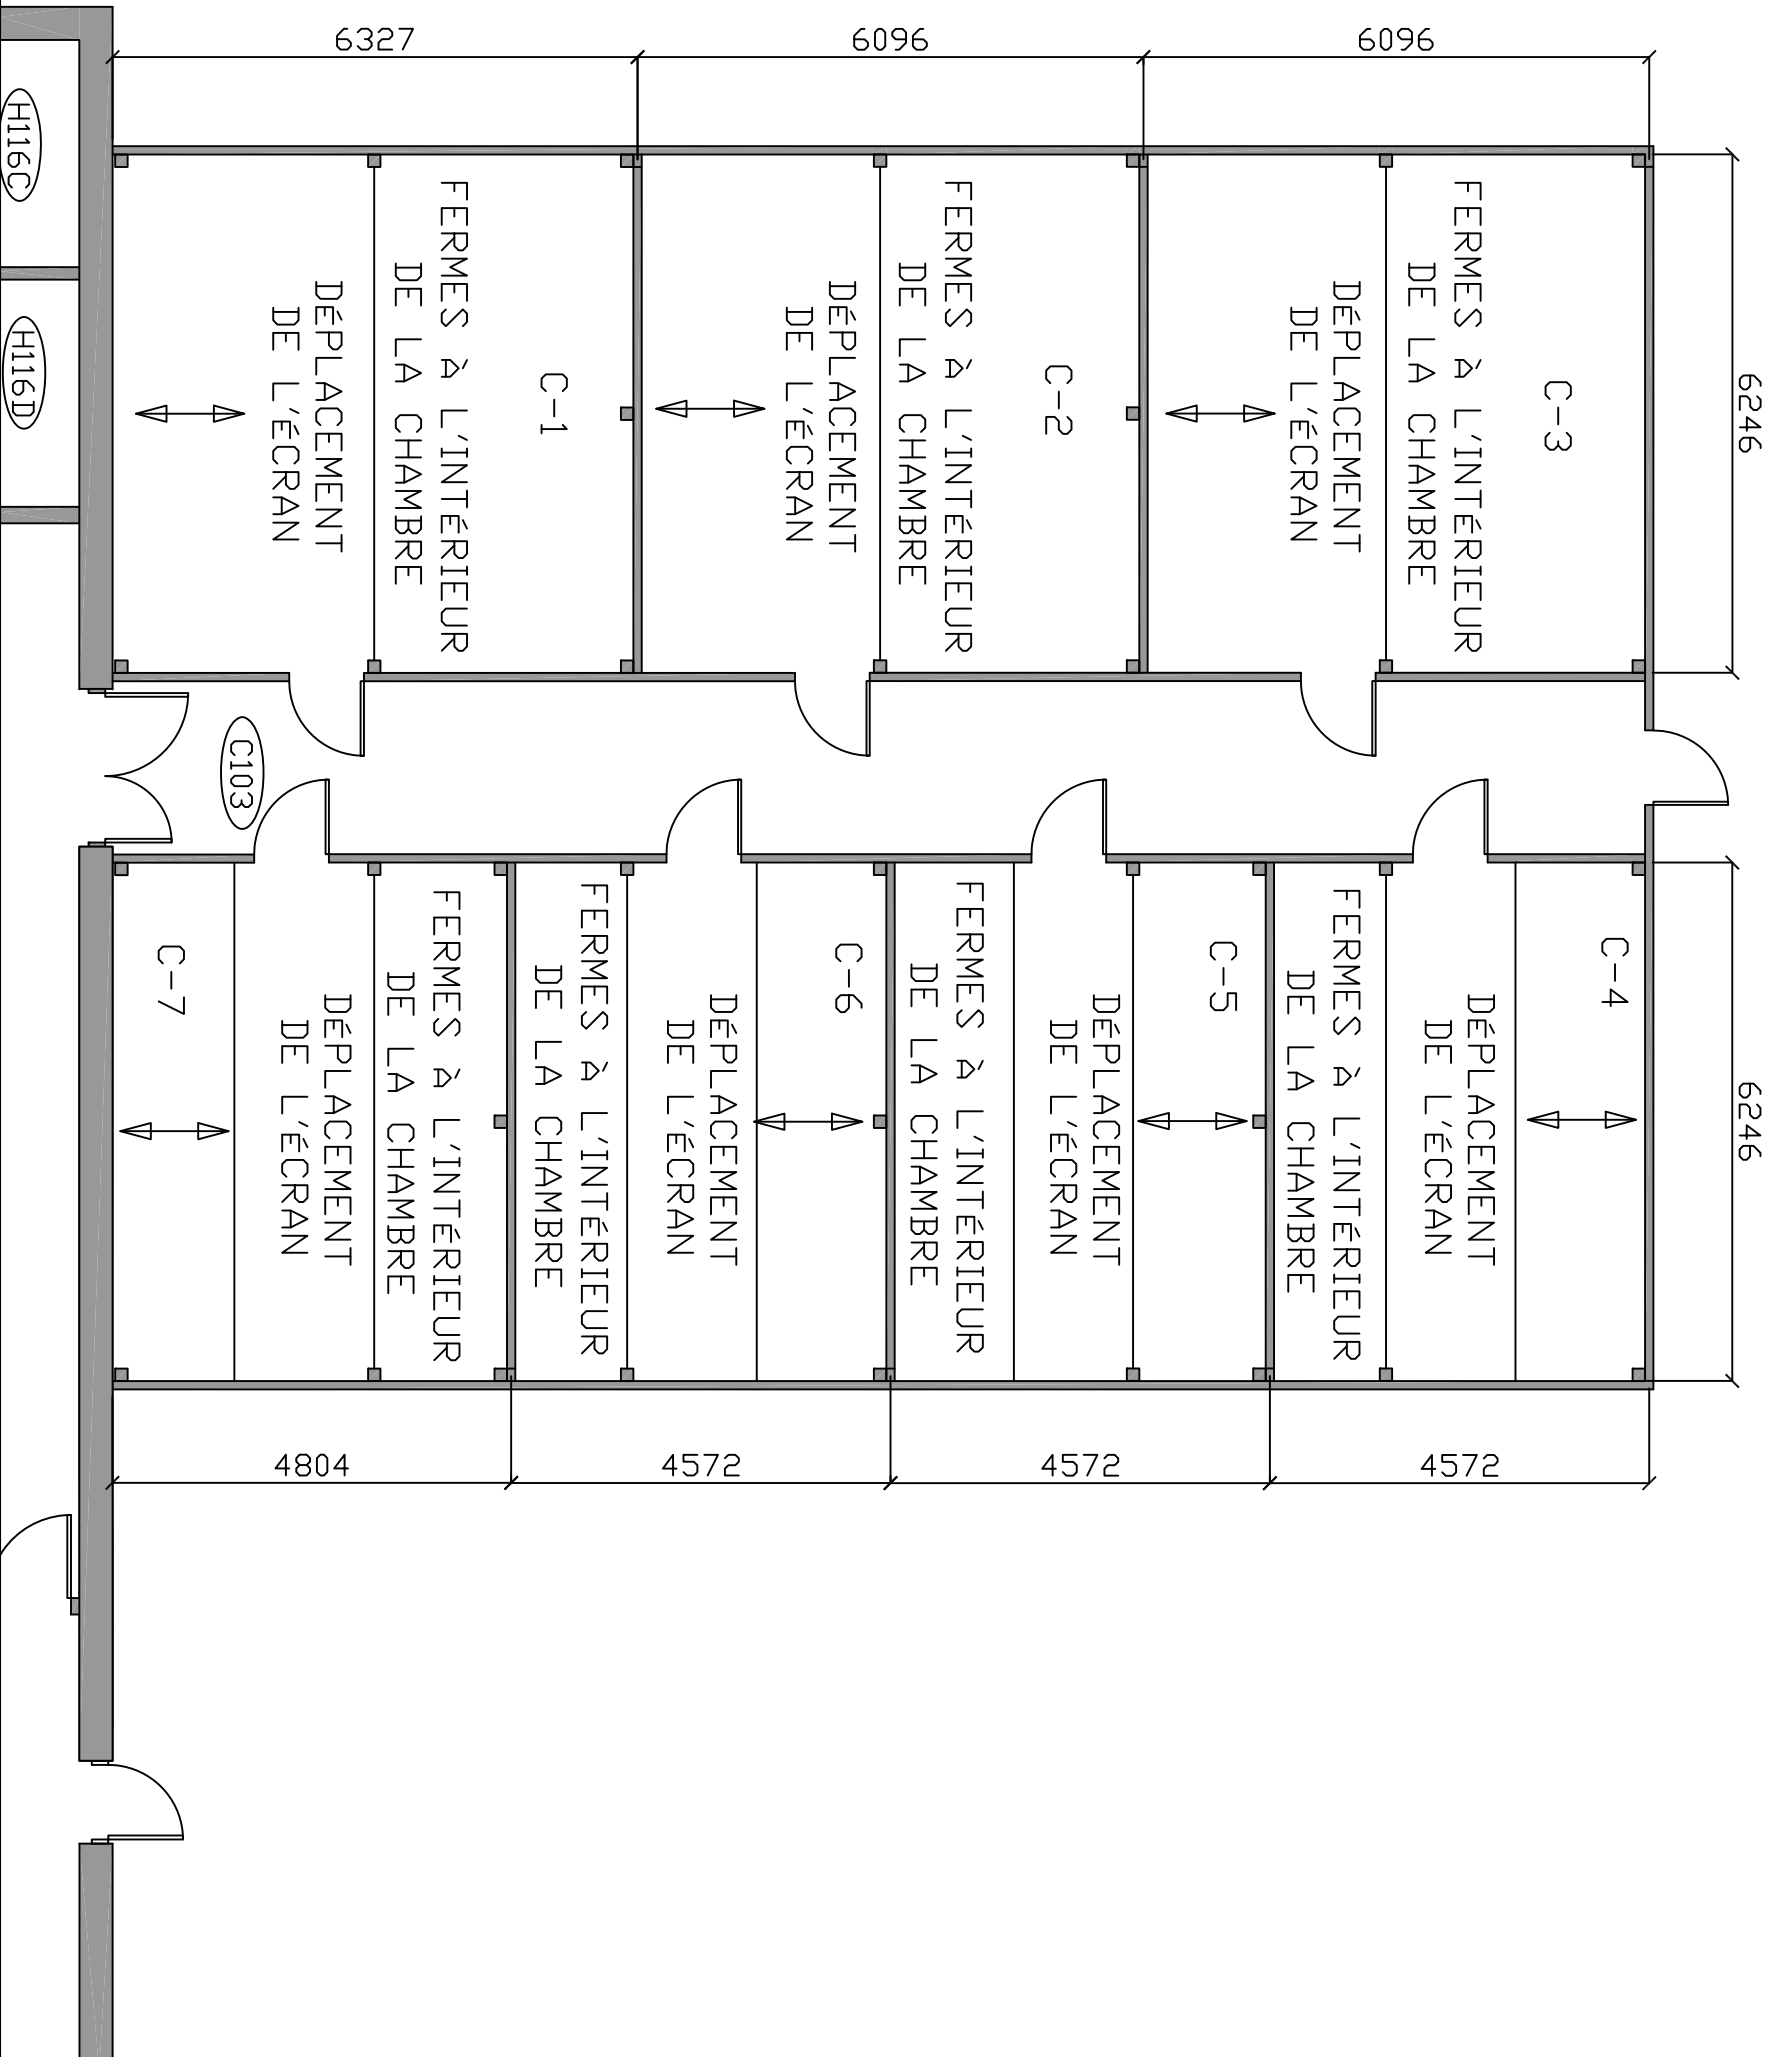 6327
6096
6096
6246
6246
H116C
H116D
C-1
FERMES À L'INTÉRIEUR
DE LA CHAMBRE
DÉPLACEMENT
DE L'ÉCRAN
C-2
FERMES À L'INTÉRIEUR
DE LA CHAMBRE
DÉPLACEMENT
DE L'ÉCRAN
C-3
FERMES À L'INTÉRIEUR
DE LA CHAMBRE
DÉPLACEMENT
DE L'ÉCRAN
C103
C-7
FERMES À L'INTÉRIEUR
DE LA CHAMBRE
DÉPLACEMENT
DE L'ÉCRAN
C-6
FERMES À L'INTÉRIEUR
DE LA CHAMBRE
DÉPLACEMENT
DE L'ÉCRAN
C-5
FERMES À L'INTÉRIEUR
DE LA CHAMBRE
DÉPLACEMENT
DE L'ÉCRAN
C-4
FERMES À L'INTÉRIEUR
DE LA CHAMBRE
DÉPLACEMENT
DE L'ÉCRAN
4804
4572
4572
4572